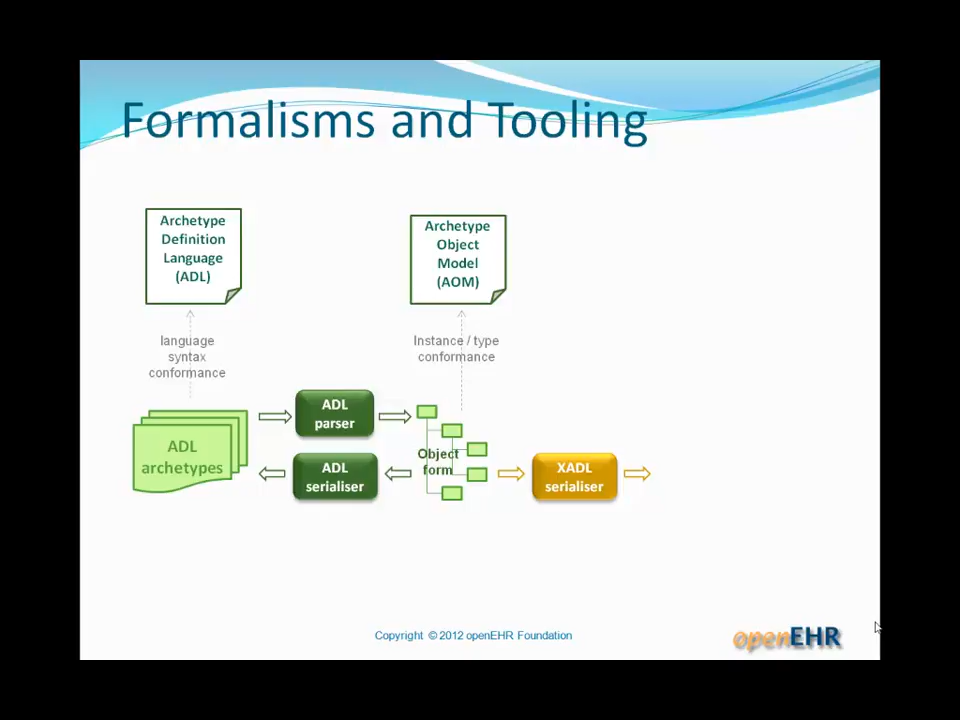 Formalisms and Tooling
Archetype
Definition
Language
(ADL)
Archetype
Object
Model
(AOM)
language
syntax
conformance
Instance / type
conformance
ADL
archetypes
ADL
parser
ADL
serialiser
Object
form
XADL
serialiser
Copyright © 2012 openEHR Foundation
openEHR